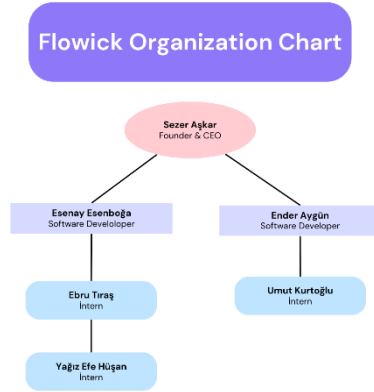 Flowick Organization Chart
Sezer Aşkar
Founder & CEO
Esenay Esenboğa
Software Develoloper
Ender Aygün
Software Developer
Ebru Tıraş
İntern
Umut Kurtoğlu
İntern
Yağız Efe Hüşan
İntern